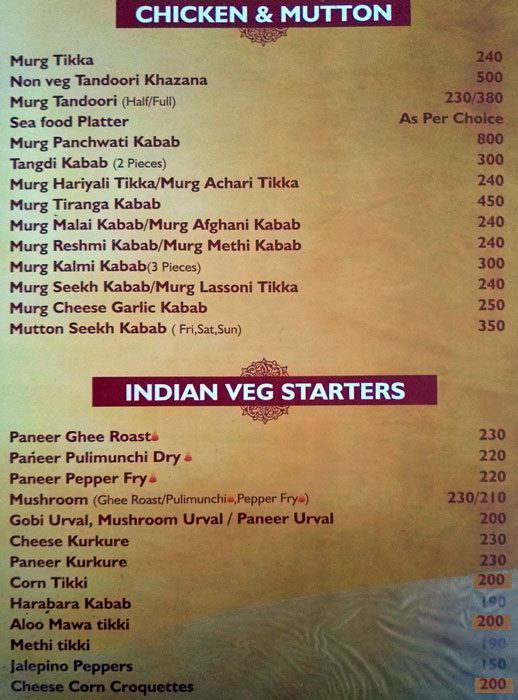 CHICKEN & MUTTON
Murg Tikka 240
Non veg Tandoori Khazana 500
Murg Tandoori (Half/Full) 230/380
Sea food Platter As Per Choice
Murg Panchwati Kabab 800
Tangdi Kabab (2 Pieces) 300
Murg Hariyali Tikka/Murg Achari Tikka 240
Murg Tiranga Kabab 450
Murg Malai Kabab/Murg Afghani Kabab 240
Murg Reshmi Kabab/Murg Methi Kabab 240
Murg Kalmi Kabab(3 Pieces) 300
Murg Seekh Kabab/Murg Lassoni Tikka 240
Murg Cheese Garlic Kabab 250
Mutton Seekh Kabab ( Fri,Sat,Sun) 350
INDIAN VEG STARTERS
Paneer Ghee Roast 230
Paneer Pulimunchi Dry 220
Paneer Pepper Fry 220
Mushroom (Ghee Roast/Pulimunchi,Pepper Fry) 230/210
Gobi Urval, Mushroom Urval / Paneer Urval 200
Cheese Kurkure 230
Paneer Kurkure 230
Corn Tikki 200
Harabara Kabab 190
Aloo Mawa tikki 200
Methi tikki 190
Jalepino Peppers 150
Cheese Corn Croquettes 200